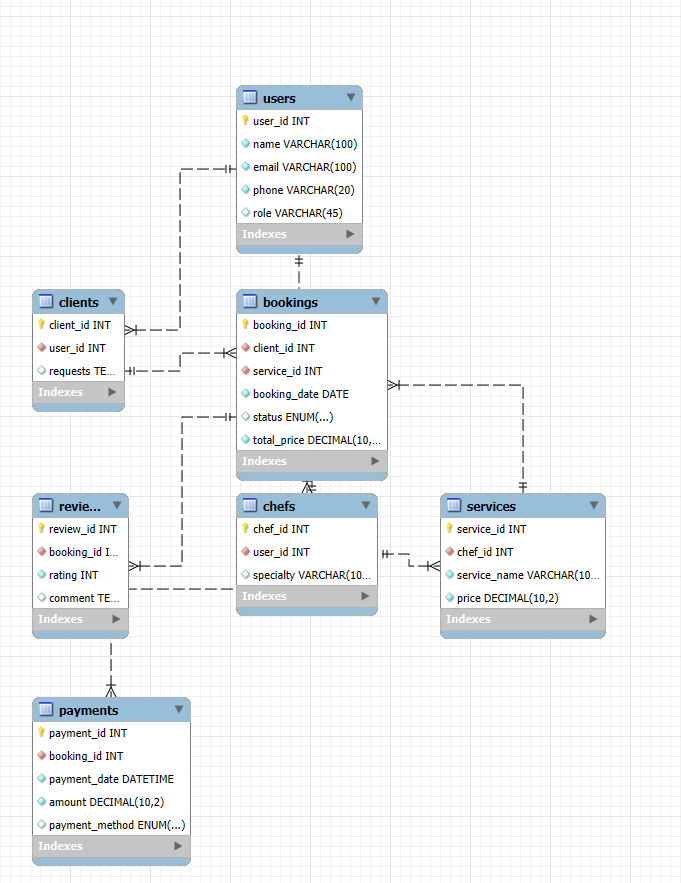 users
user_id INT
name VARCHAR(100)
email VARCHAR(100)
phone VARCHAR(20)
role VARCHAR(45)
Indexes
clients
client_id INT
user_id INT
requests TE...
Indexes
bookings
booking_id INT
client_id INT
service_id INT
booking_date DATE
status ENUM(...)
total_price DECIMAL(10,...
Indexes
revie...
review_id INT
booking_id I...
rating INT
comment TE...
Indexes
chefs
chef_id INT
user_id INT
specialty VARCHAR(10...
Indexes
services
service_id INT
chef_id INT
service_name VARCHAR(10...
price DECIMAL(10,2)
Indexes
payments
payment_id INT
booking_id INT
payment_date DATETIME
amount DECIMAL(10,2)
payment_method ENUM(...)
Indexes